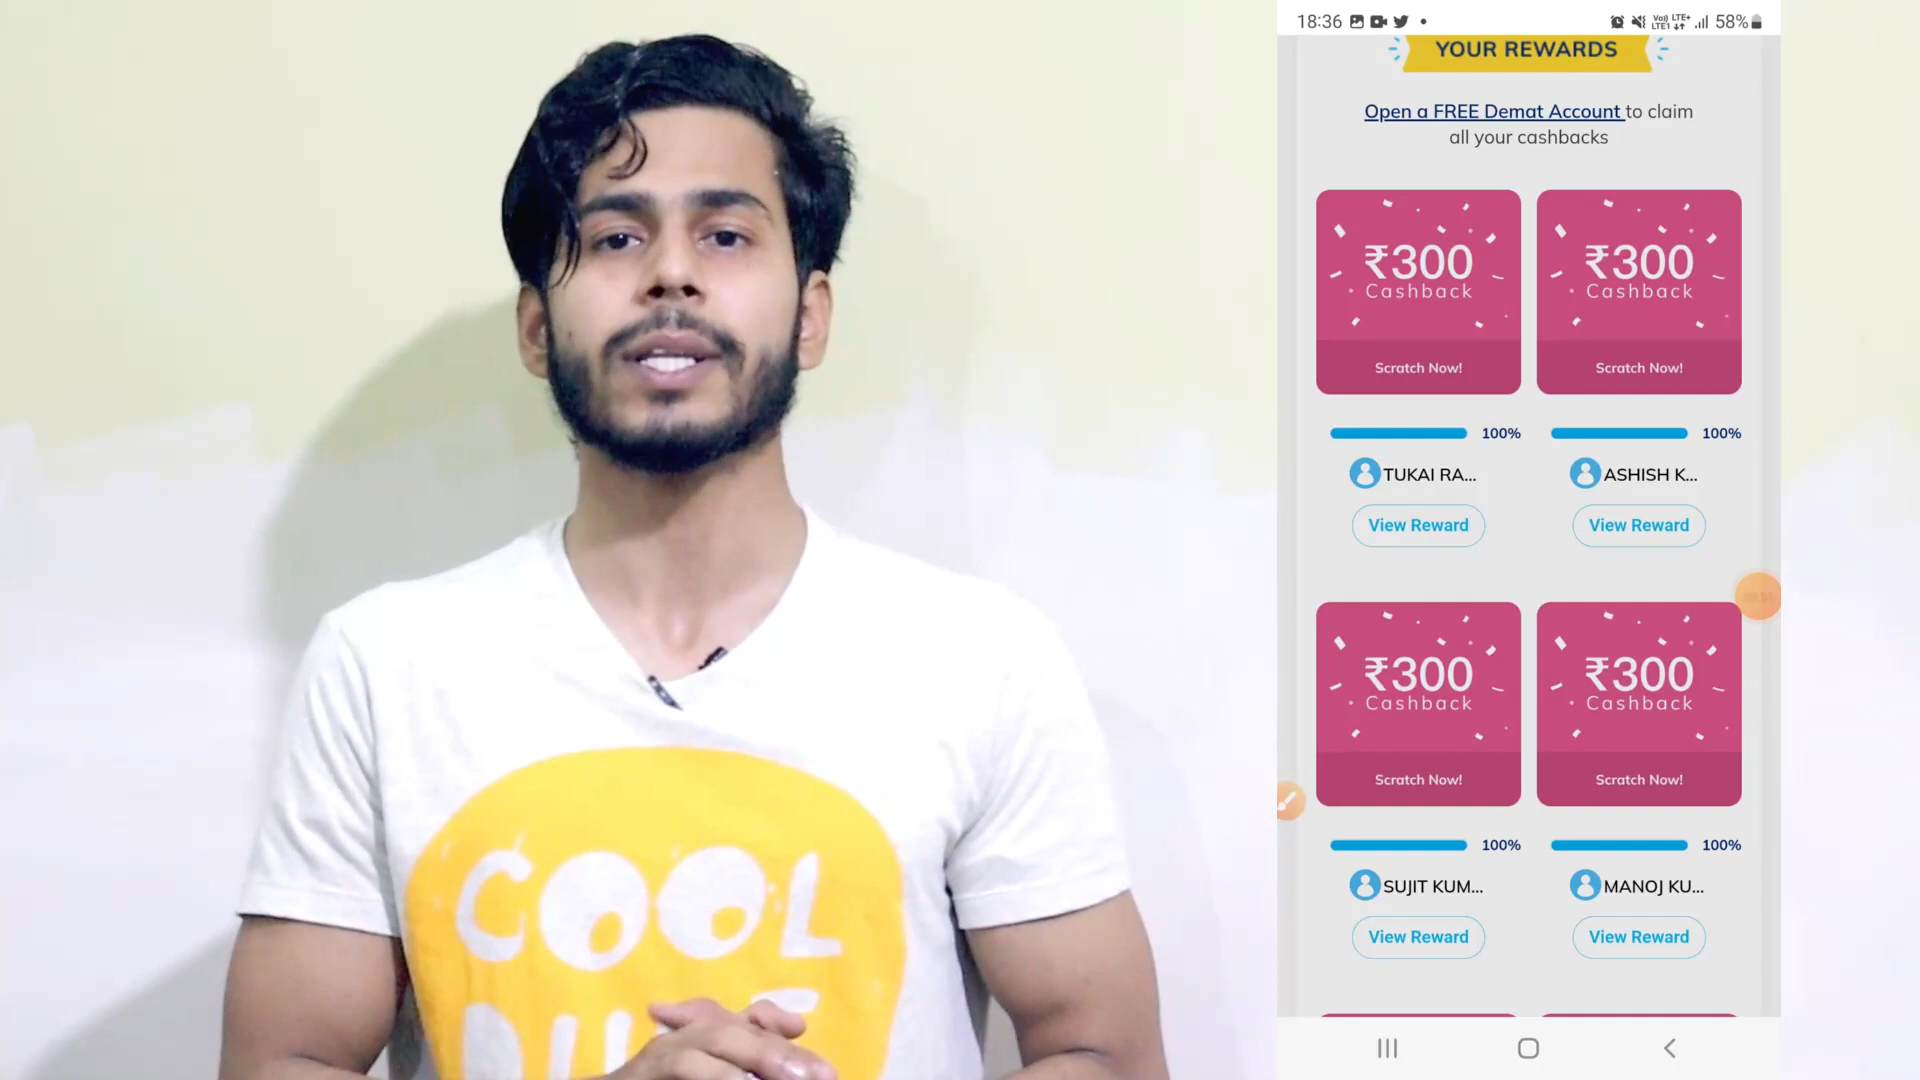 COOL
18:36
58%
YOUR REWARDS
Open a FREE Demat Account to claim
all your cashbacks
₹300 ₹300
Cashback Cashback
Scratch Now! Scratch Now!
100% 100%
TUKAI RA... ASHISH K...
View Reward View Reward
₹300 ₹300
Cashback Cashback
Scratch Now! Scratch Now!
100% 100%
SUJIT KUM... MANOJ KU...
View Reward View Reward